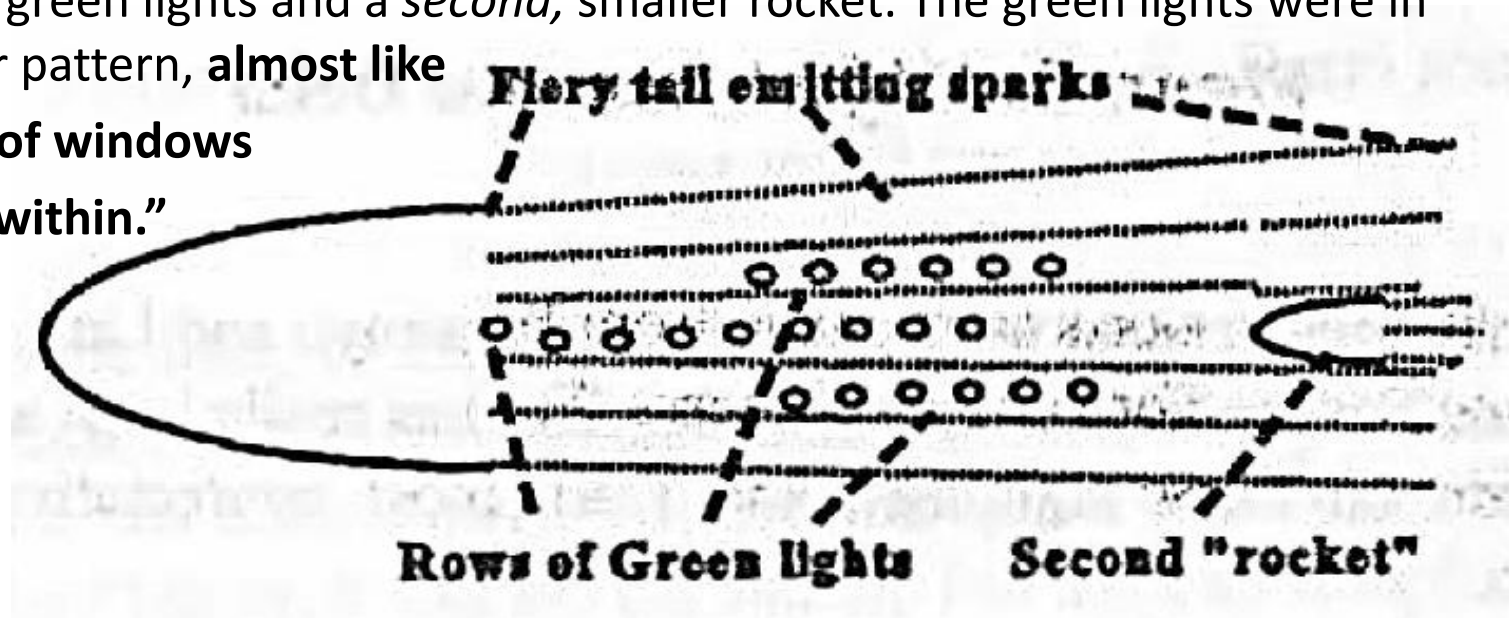 green lights and a second, smaller rocket. The green lights were in
pattern, almost like
of windows
within.”
Fiery tail emitting sparks
Rows of Green lights
Second "rocket"